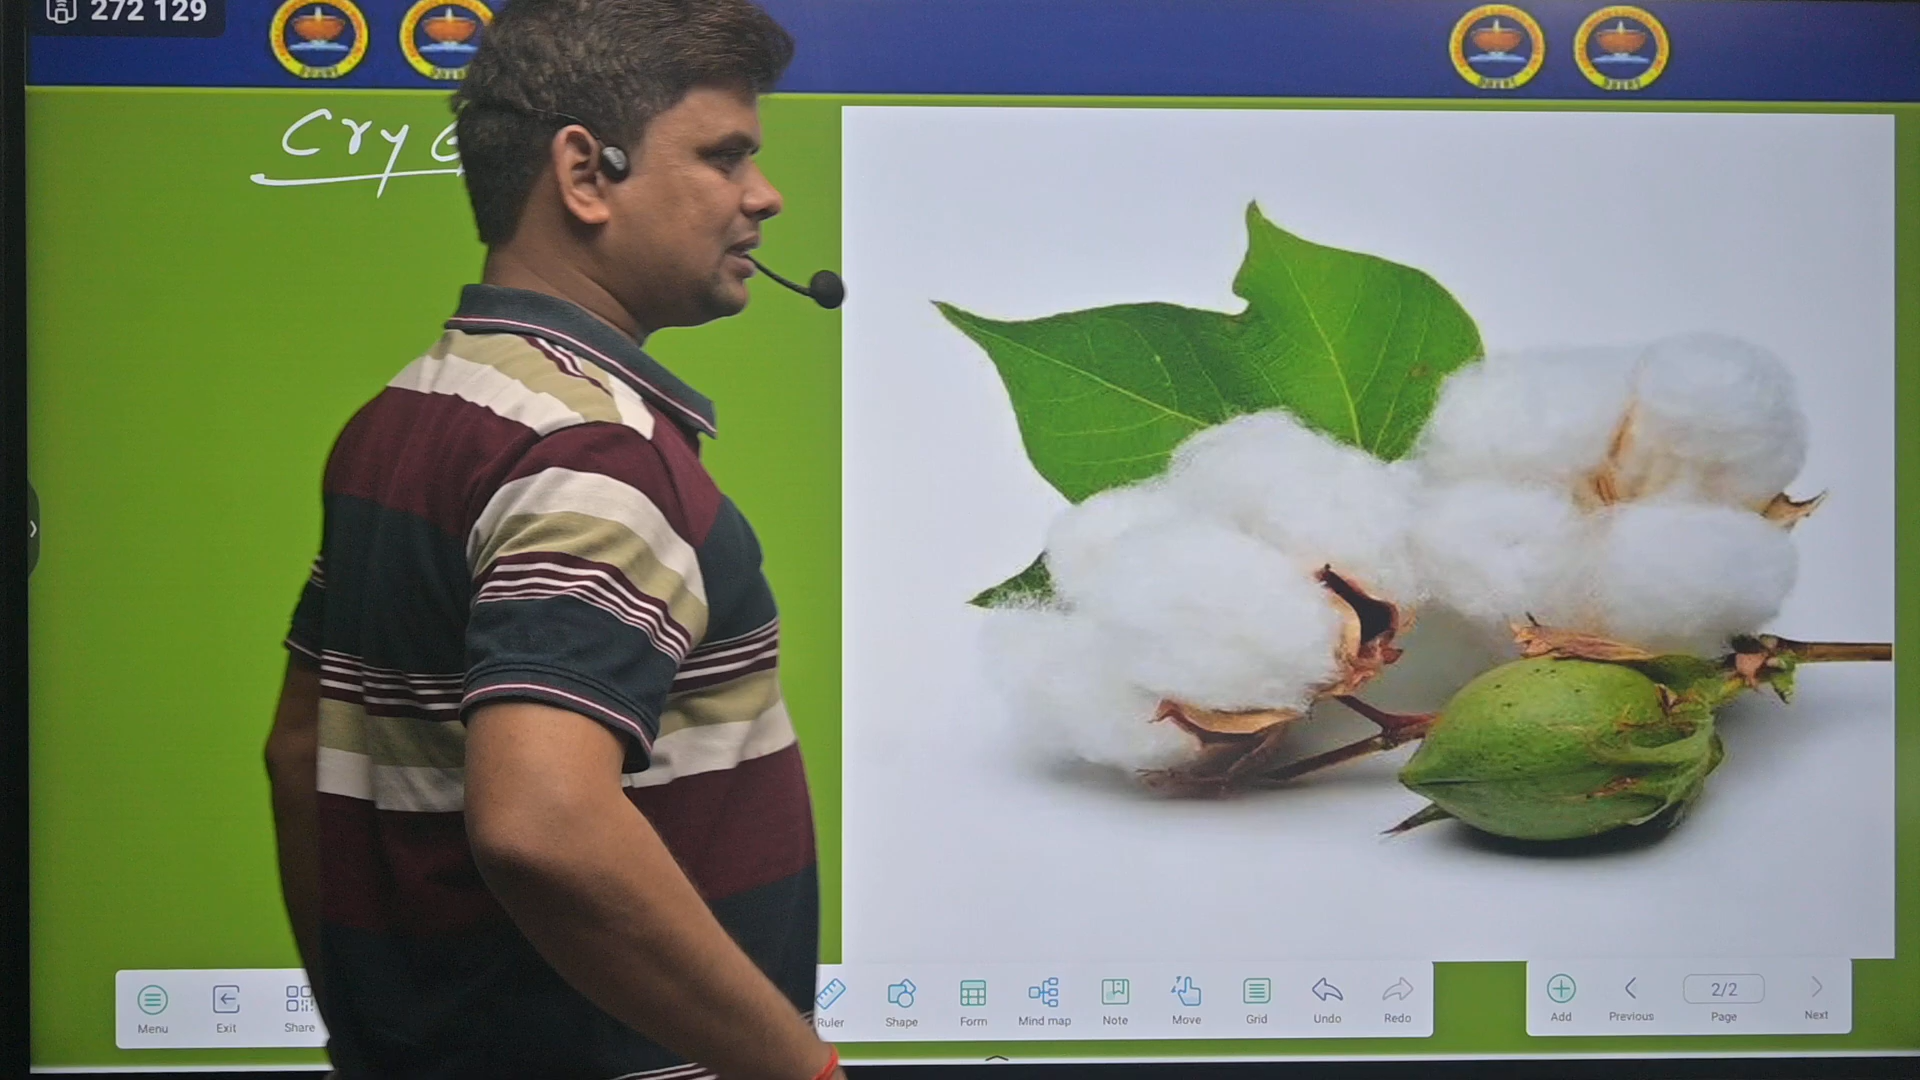 272 129
Cry
Menu Exit Share Ruler Shape Form Mind map Note Move Grid Undo Redo
Add Previous 2/2 Page Next